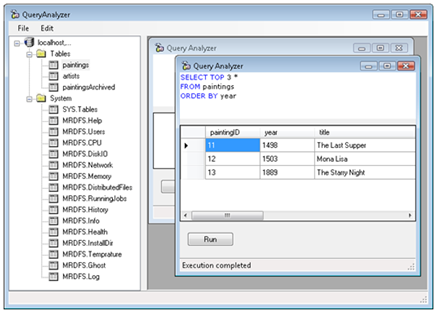 QueryAnalyzer
File Edit
localhost,...
Tables
paintings
artists
paintingsArchived
System
SYS.Tables
MRDFS.Help
MRDFS.Users
MRDFS.CPU
MRDFS.DiskIO
MRDFS.Network
MRDFS.Memory
MRDFS.DistributedFiles
MRDFS.RunningJobs
MRDFS.History
MRDFS.Info
MRDFS.Health
MRDFS.InstallDir
MRDFS.Temprature
MRDFS.Ghost
MRDFS.Log
Query Analyzer
Query Analyzer
SELECT TOP 3 *
FROM paintings
ORDER BY year
paintingID year title
11 1498 The Last Supper
12 1503 Mona Lisa
13 1889 The Starry Night
Run
Execution completed